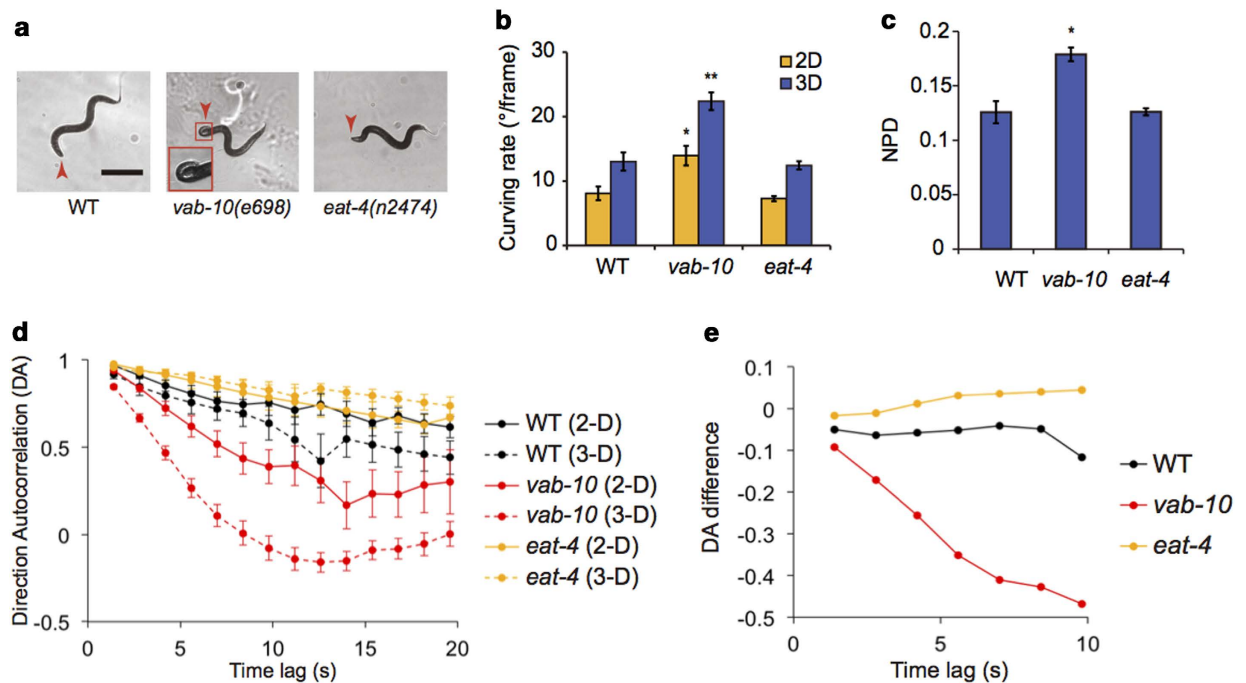 a
WT
vab-10(e698)
eat-4(n2474)
b
30
20
10
0
Curving rate (°/frame)
2D
3D
*
**
WT
vab-10
eat-4
c
0.2
0.15
0.1
0.05
0
NPD
*
WT
vab-10
eat-4
d
1
0.5
0
-0.5
Direction Autocorrelation (DA)
0
5
10
15
20
Time lag (s)
WT (2-D)
WT (3-D)
vab-10 (2-D)
vab-10 (3-D)
eat-4 (2-D)
eat-4 (3-D)
e
0.1
0
-0.1
-0.2
-0.3
-0.4
-0.5
DA difference
0
5
10
Time lag (s)
WT
vab-10
eat-4